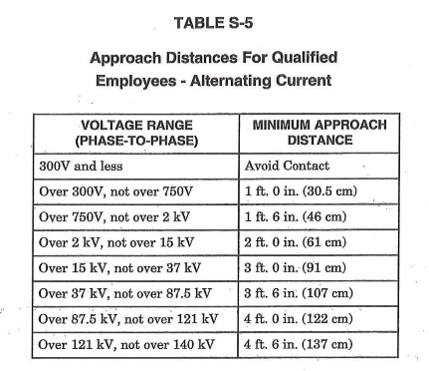 TABLE S-5
Approach Distances For Qualified
Employees - Alternating Current
VOLTAGE RANGE
(PHASE-TO-PHASE)
MINIMUM APPROACH
DISTANCE
300V and less
Avoid Contact
Over 300V, not over 750V
1 ft. 0 in. (30.5 cm)
Over 750V, not over 2 kV
1 ft. 6 in. (46 cm)
Over 2 kV, not over 15 kV
2 ft. 0 in. (61 cm)
Over 15 kV, not over 37 kV
3 ft. 0 in. (91 cm)
Over 37 kV, not over 87.5 kV
3 ft. 6 in. (107 cm)
Over 87.5 kV, not over 121 kV
4 ft. 0 in. (122 cm)
Over 121 kV, not over 140 kV
4 ft. 6 in. (137 cm)